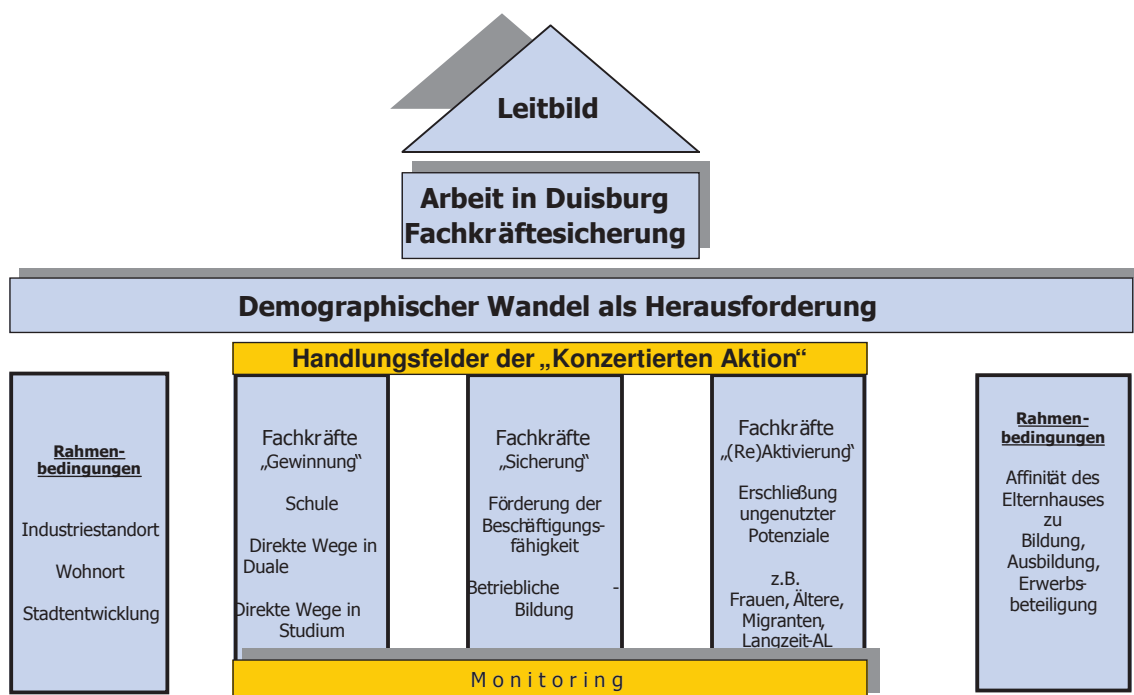 Leitbild
Arbeit in Duisburg
Fachkräftesicherung
Demographischer Wandel als Herausforderung
Handlungsfelder der „Konzertierten Aktion“
Rahmen-
bedingungen
Industriestandort
Wohnort
Stadtentwicklung
Fachkräfte
„Gewinnung“
Schule
Direkte Wege in
Duale
Direkte Wege in
Studium
Fachkräfte
„Sicherung“
Förderung der
Beschäftigungs-
fähigkeit
Betriebliche -
Bildung
Fachkräfte
„(Re)Aktivierung“
Erschließung
ungenutzter
Potenziale
z.B.
Frauen, Ältere,
Migranten,
Langzeit-AL
Rahmen-
bedingungen
Affinität des
Elternhauses
zu
Bildung,
Ausbildung,
Erwerbs-
beteiligung
Monitoring